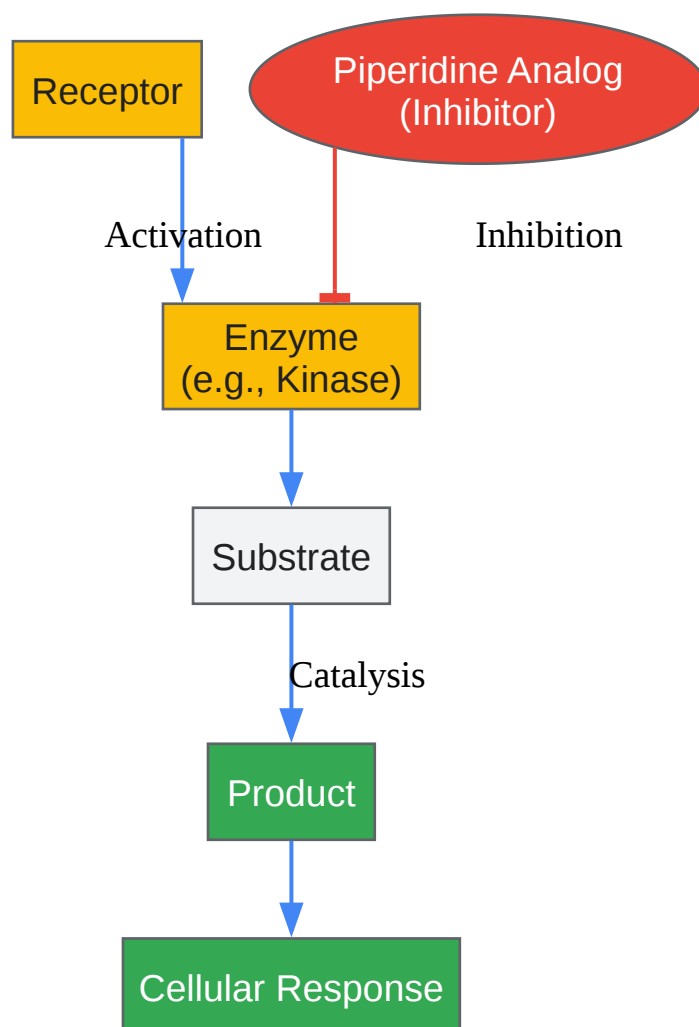 Receptor
Piperidine Analog
(Inhibitor)
Activation
Inhibition
Enzyme
(e.g., Kinase)
Substrate
Catalysis
Product
Cellular Response